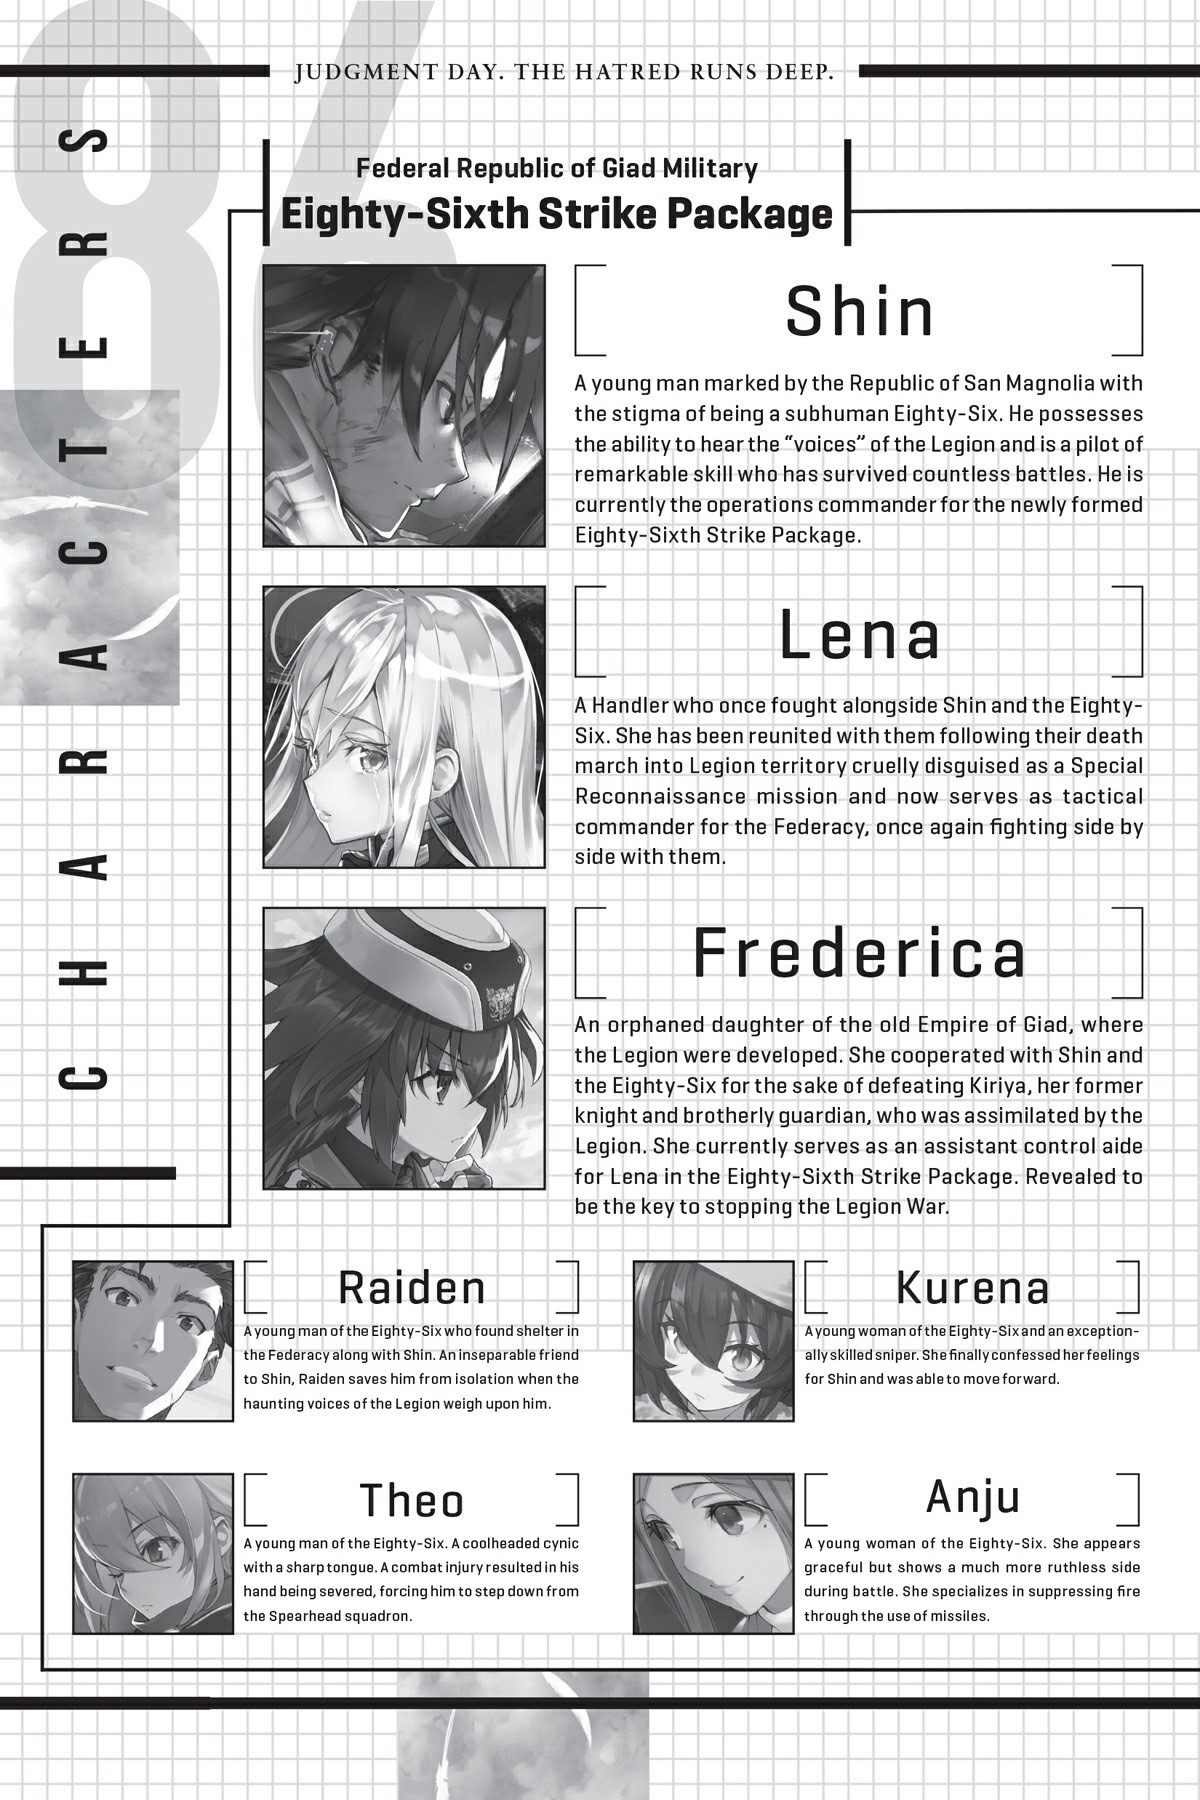 JUDGMENT DAY. THE HATRED RUNS DEEP.
CHARACTERS
86
Federal Republic of Giad Military
Eighty-Sixth Strike Package
Shin
A young man marked by the Republic of San Magnolia with
the stigma of being a subhuman Eighty-Six. He possesses
the ability to hear the “voices” of the Legion and is a pilot of
remarkable skill who has survived countless battles. He is
currently the operations commander for the newly formed
Eighty-Sixth Strike Package.
Lena
A Handler who once fought alongside Shin and the Eighty-
Six. She has been reunited with them following their death
march into Legion territory cruelly disguised as a Special
Reconnaissance mission and now serves as tactical
commander for the Federacy, once again fighting side by
side with them.
Frederica
An orphaned daughter of the old Empire of Giad, where
the Legion were developed. She cooperated with Shin and
the Eighty-Six for the sake of defeating Kiriya, her former
knight and brotherly guardian, who was assimilated by the
Legion. She currently serves as an assistant control aide
for Lena in the Eighty-Sixth Strike Package. Revealed to
be the key to stopping the Legion War.
Raiden
A young man of the Eighty-Six who found shelter in
the Federacy along with Shin. An inseparable friend
to Shin, Raiden saves him from isolation when the
haunting voices of the Legion weigh upon him.
Kurena
A young woman of the Eighty-Six and an exception-
ally skilled sniper. She finally confessed her feelings
for Shin and was able to move forward.
Theo
A young man of the Eighty-Six. A coolheaded cynic
with a sharp tongue. A combat injury resulted in his
hand being severed, forcing him to step down from
the Spearhead squadron.
Anju
A young woman of the Eighty-Six. She appears
graceful but shows a much more ruthless side
during battle. She specializes in suppressing fire
through the use of missiles.